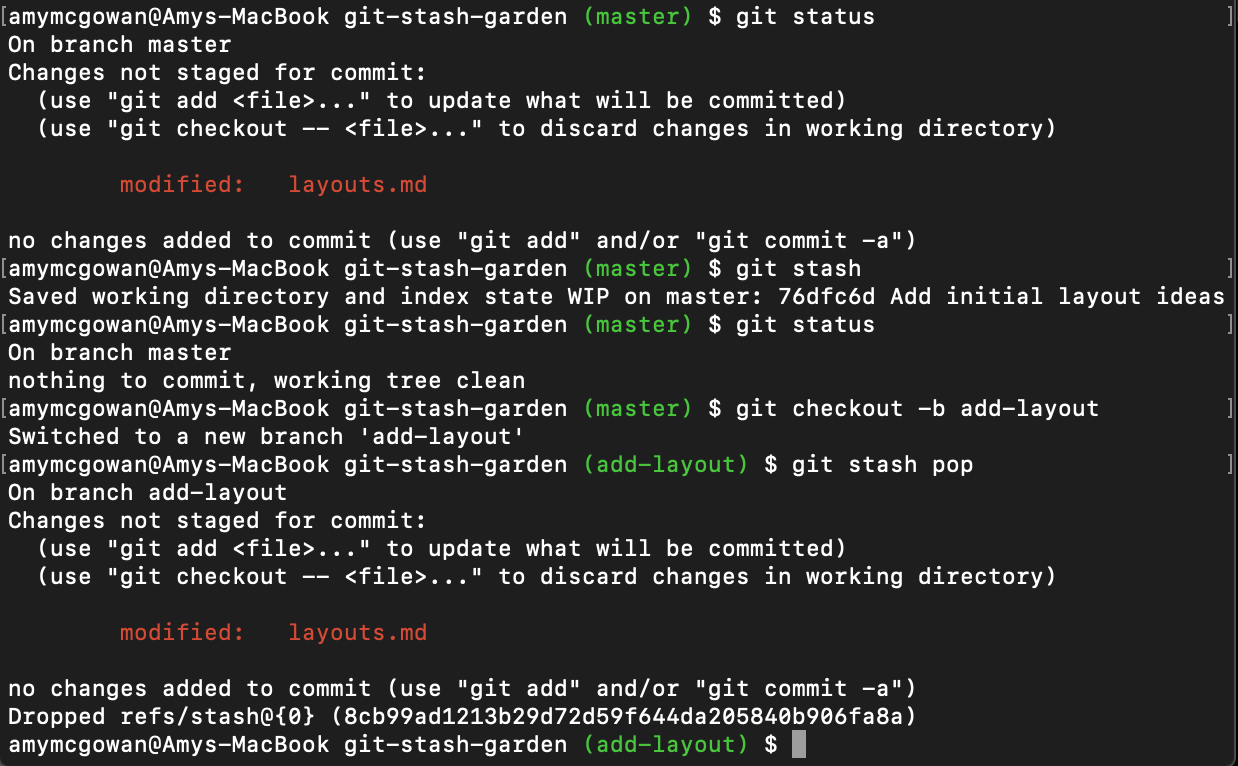 [amymcgowan@Amys-MacBook git-stash-garden (master) $ git status ]
On branch master
Changes not staged for commit:
  (use "git add <file>..." to update what will be committed)
  (use "git checkout -- <file>..." to discard changes in working directory)
        modified:   layouts.md
no changes added to commit (use "git add" and/or "git commit -a")
[amymcgowan@Amys-MacBook git-stash-garden (master) $ git stash ]
Saved working directory and index state WIP on master: 76dfc6d Add initial layout ideas
[amymcgowan@Amys-MacBook git-stash-garden (master) $ git status ]
On branch master
nothing to commit, working tree clean
[amymcgowan@Amys-MacBook git-stash-garden (master) $ git checkout -b add-layout ]
Switched to a new branch 'add-layout'
[amymcgowan@Amys-MacBook git-stash-garden (add-layout) $ git stash pop ]
On branch add-layout
Changes not staged for commit:
  (use "git add <file>..." to update what will be committed)
  (use "git checkout -- <file>..." to discard changes in working directory)
        modified:   layouts.md
no changes added to commit (use "git add" and/or "git commit -a")
Dropped refs/stash@{0} (8cb99ad1213b29d72d59f644da205840b906fa8a)
amymcgowan@Amys-MacBook git-stash-garden (add-layout) $